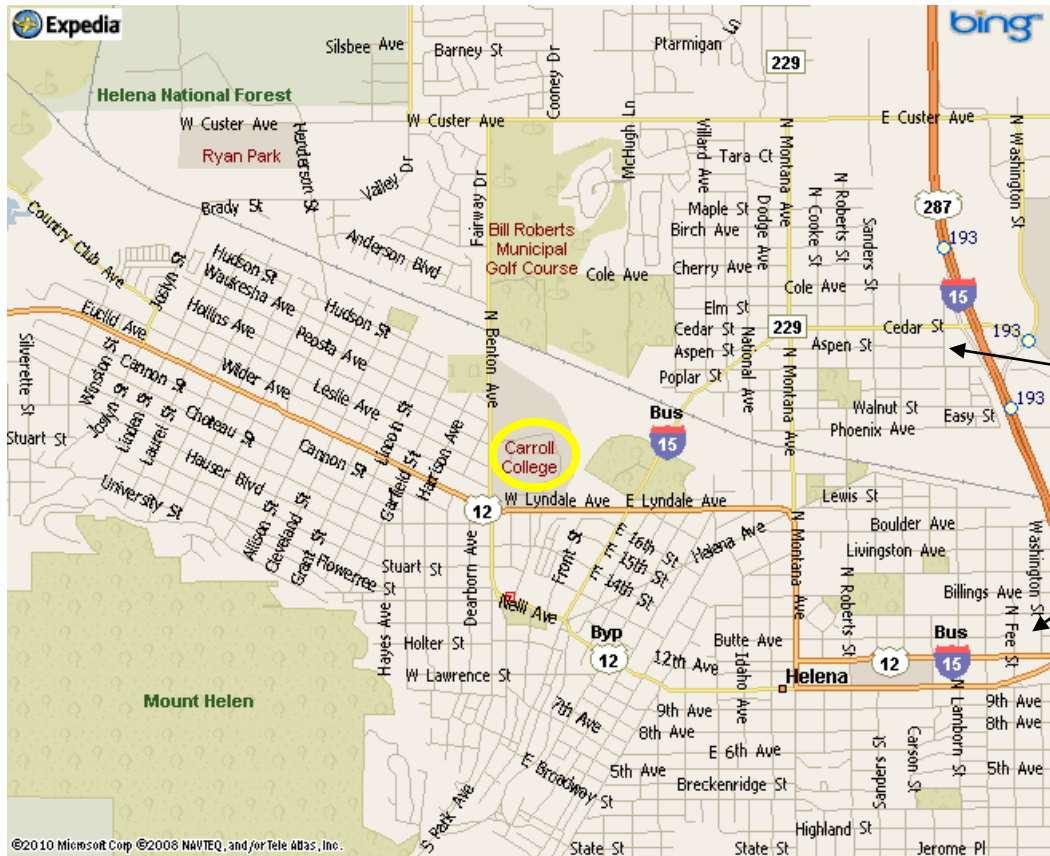 Expedia
bing
Silsbee Ave
Barney St
Cooney Dr
Ptarmigan
S
229
Helena National Forest
W Custer Ave
W Custer Ave
E Custer Ave
Ryan Park
Henderson St
McHugh Ln
Villard Ave
Tara Ct
N Montana Ave
N Washington St
Valley Dr
Fairway Dr
Brady St
Country Club Ave
Anderson Blvd
Bill Roberts
Municipal
Golf Course
Maple St
Birch Ave
Dodge Ave
N Cooke St
N Roberts St
Sanders St
287
193
Joslyn St
Hudson St
Waukesha Ave
Cole Ave
Cherry Ave
Cole Ave
15
Hollins Ave
Hudson St
Elm St
Euclid Ave
Peosta Ave
N Benton Ave
Cedar St
229
Cedar St
193
Silverette St
Winston St
Cannon St
Wilder Ave
Aspen St
National Ave
Aspen St
Leslie Ave
Poplar St
N Montana Ave
Joslyn St
Linden St
Laurel St
Choteau St
Lincoln St
Harrison Ave
Bus
15
Walnut St
Easy St
193
Phoenix Ave
Stuart St
Cannon St
Garfield St
Carroll
College
Hauser Blvd
University St
12
W Lyndale Ave
E Lyndale Ave
Lewis St
Allison St
Cleveland St
Grant St
Flowerree St
Stuart St
Dearborn Ave
Front St
E 16th St
E 15th St
E 14th St
Helena Ave
N Montana Ave
Boulder Ave
Livingston Ave
Washington St
Neill Ave
Billings Ave
N Roberts St
N Fee St
Hayes Ave
Holter St
Byp
12
Butte Ave
Bus
15
12
W Lawrence St
12th Ave
Idaho Ave
Helena
Mount Helen
7th Ave
9th Ave
8th Ave
N Lamborn St
9th Ave
8th Ave
E 6th Ave
Sanders St
Carson St
5th Ave
5th Ave
E Broadway St
Breckenridge St
S Park Ave
Highland St
State St
State St
Jerome Pl
©2010 Microsoft Corp ©2008 NAVTEQ, and/or Tele Atlas, Inc.